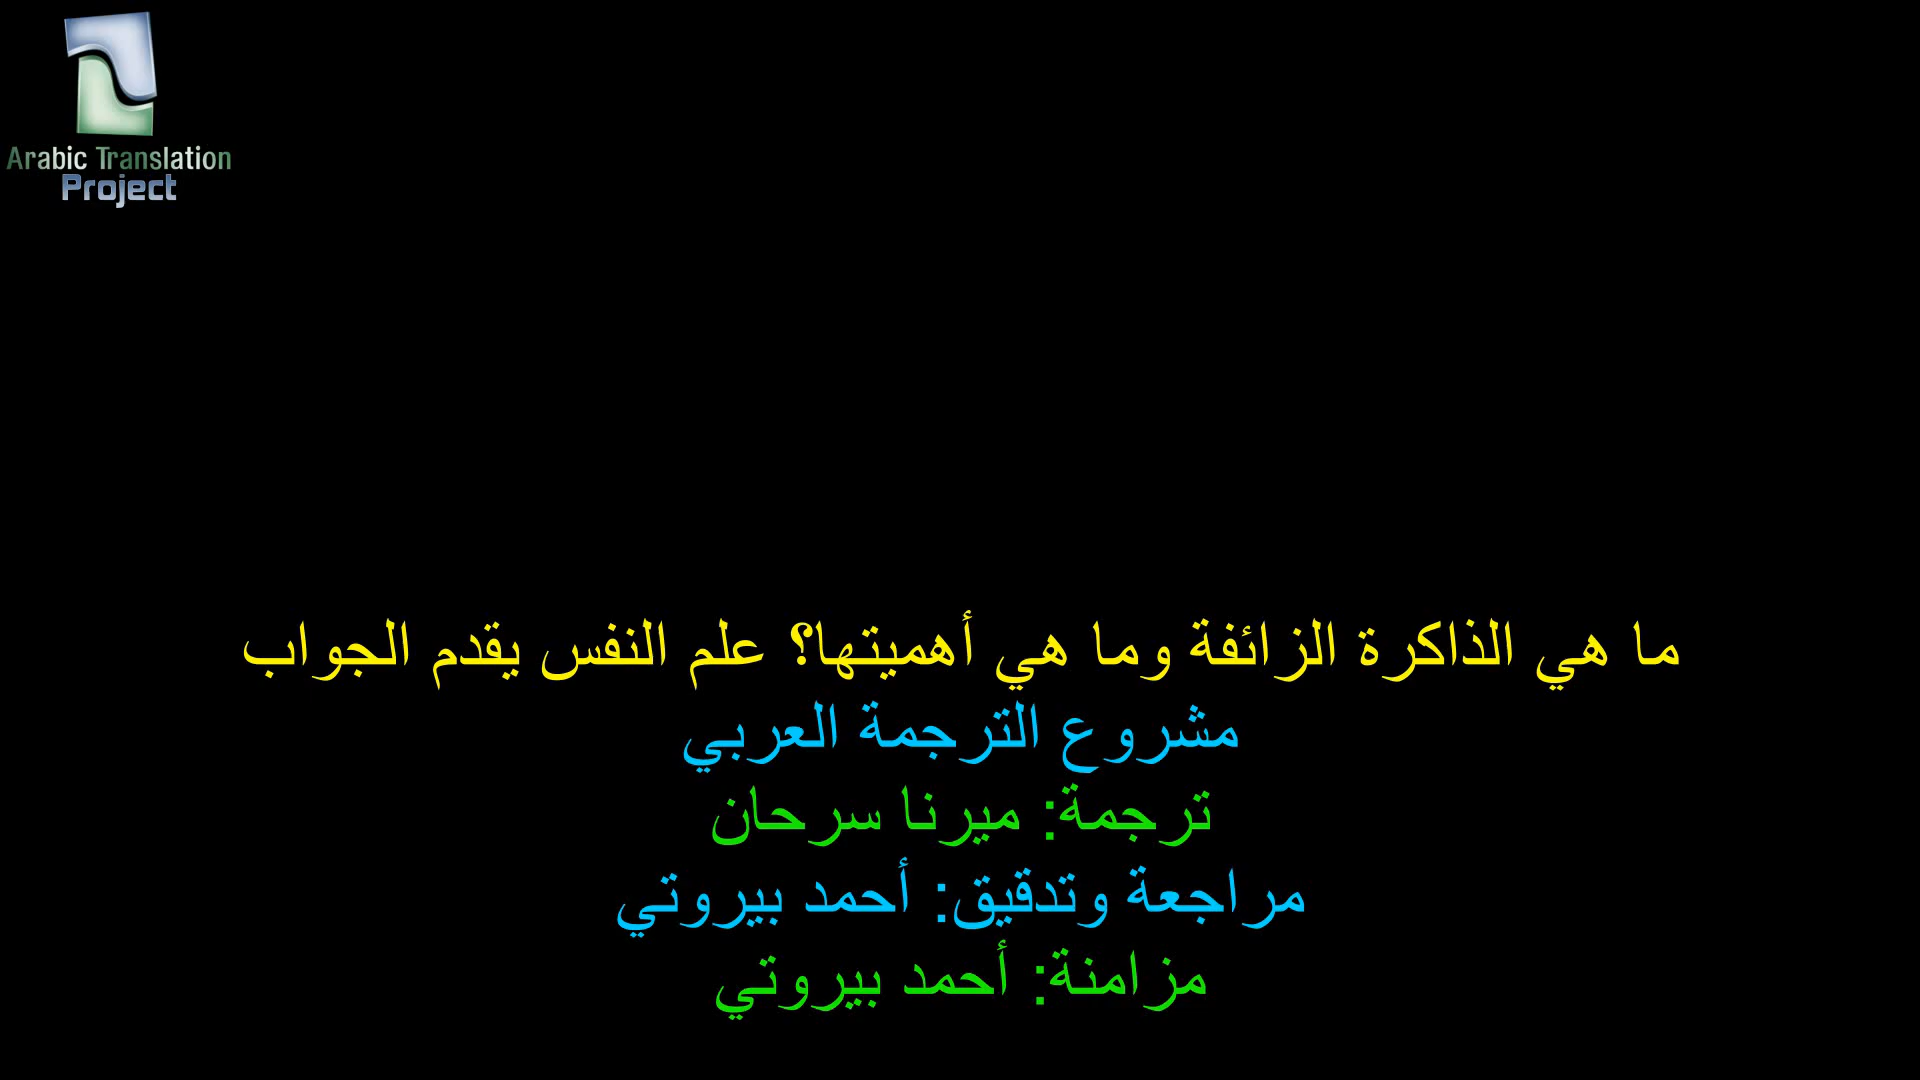 Arabic Translation
Project
ما هي الذاكرة الزائفة وما هي أهميتها؟ علم النفس يقدم الجواب
مشروع الترجمة العربي
ترجمة: ميرنا سرحان
مراجعة وتدقيق: أحمد بيروتي
مزامنة: أحمد بيروتي